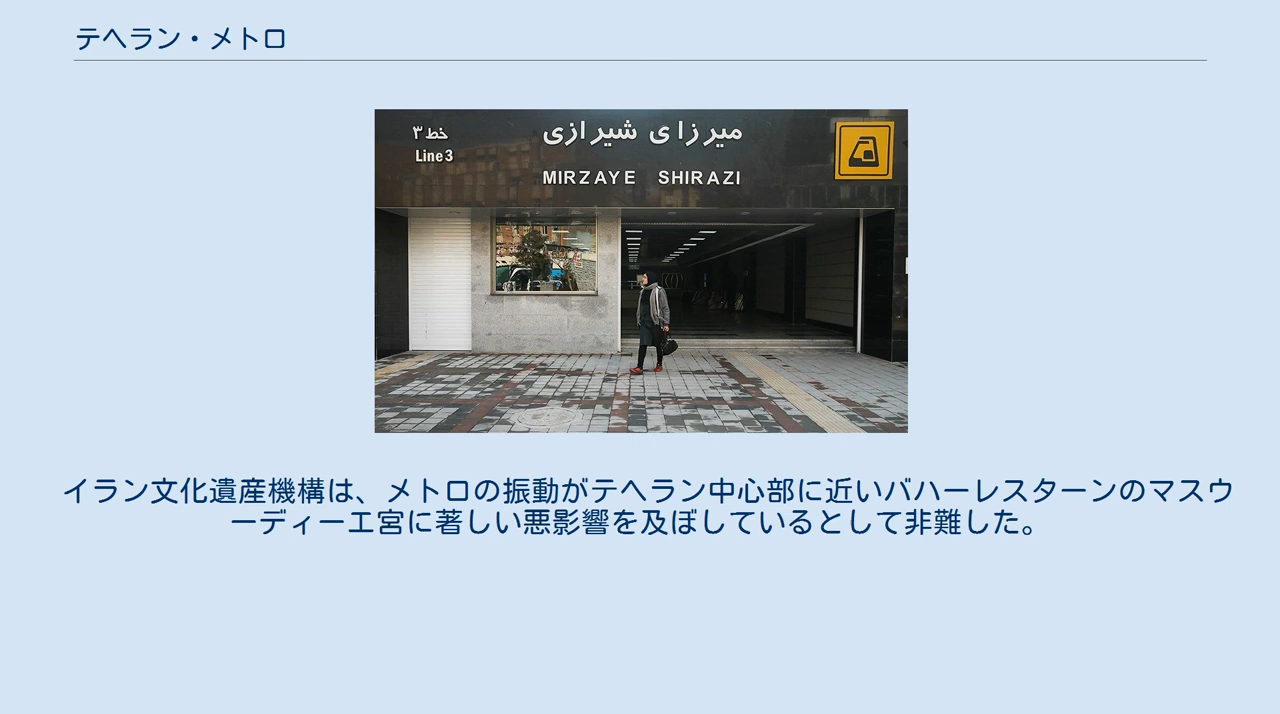 テヘラン・メトロ
خط ۳
میرزای شیرازی
Line 3
MIRZAYE SHIRAZI
イラン文化遺産機構は、メトロの振動がテヘラン中心部に近いバハーレスターンのマスウ
ーディーエ宮に著しい悪影響を及ぼしているとして非難した。